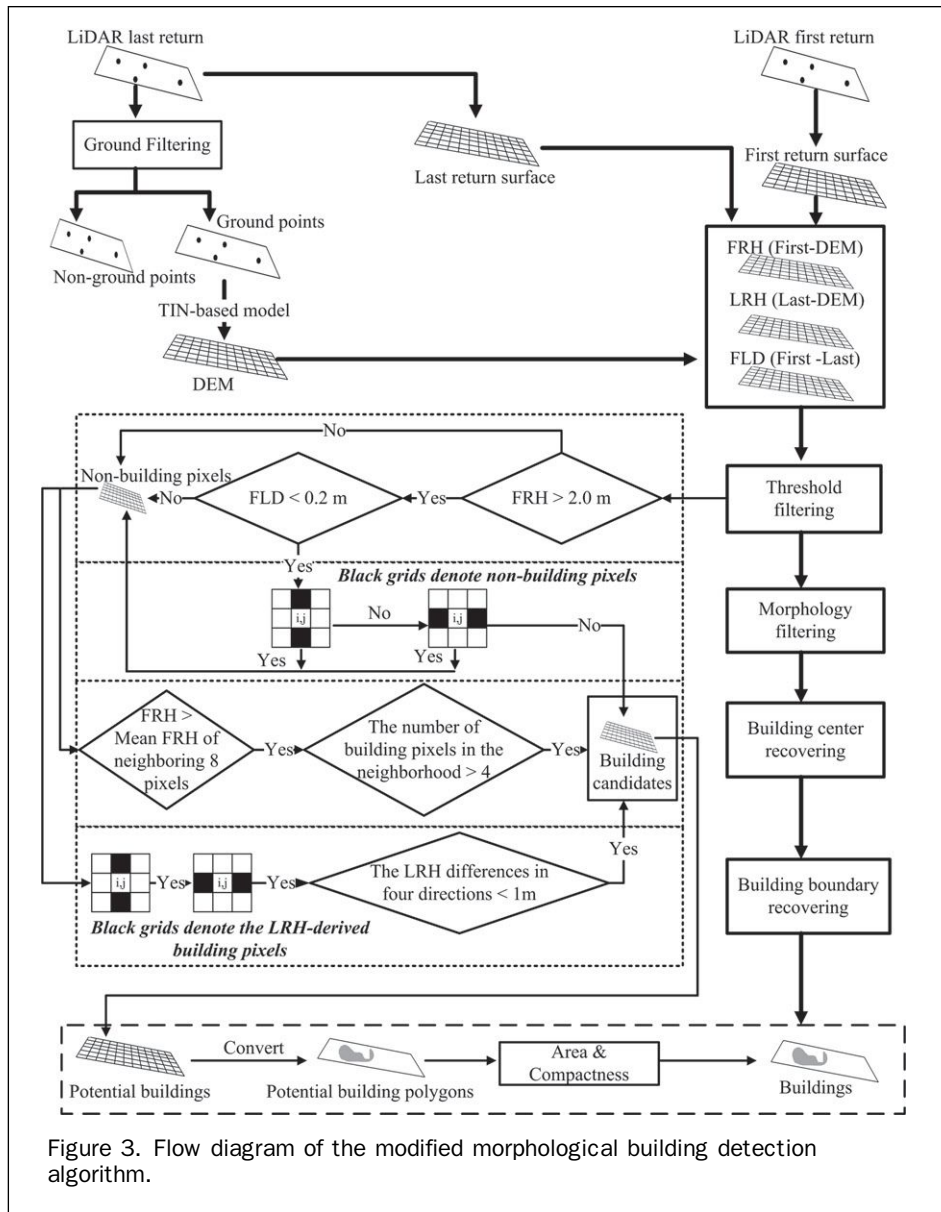 LiDAR last return
LiDAR first return
Ground Filtering
Last return surface
First return surface
Ground points
Non-ground points
FRH (First-DEM)
LRH (Last-DEM)
FLD (First -Last)
TIN-based model
DEM
No
Non-building pixels
No
FLD < 0.2 m
Yes
FRH > 2.0 m
Threshold
filtering
Yes
Black grids denote non-building pixels
i,j
No
i,j
No
Yes
Yes
Morphology
filtering
FRH >
Mean FRH of
neighboring 8
pixels
Yes
The number of
building pixels in the
neighborhood > 4
Yes
Building
candidates
Building center
recovering
Yes
i,j
Yes
i,j
Yes
The LRH differences in
four directions < 1m
Black grids denote the LRH-derived
building pixels
Building boundary
recovering
Convert
Area &
Compactness
Potential buildings
Potential building polygons
Buildings
Figure 3. Flow diagram of the modified morphological building detection
algorithm.